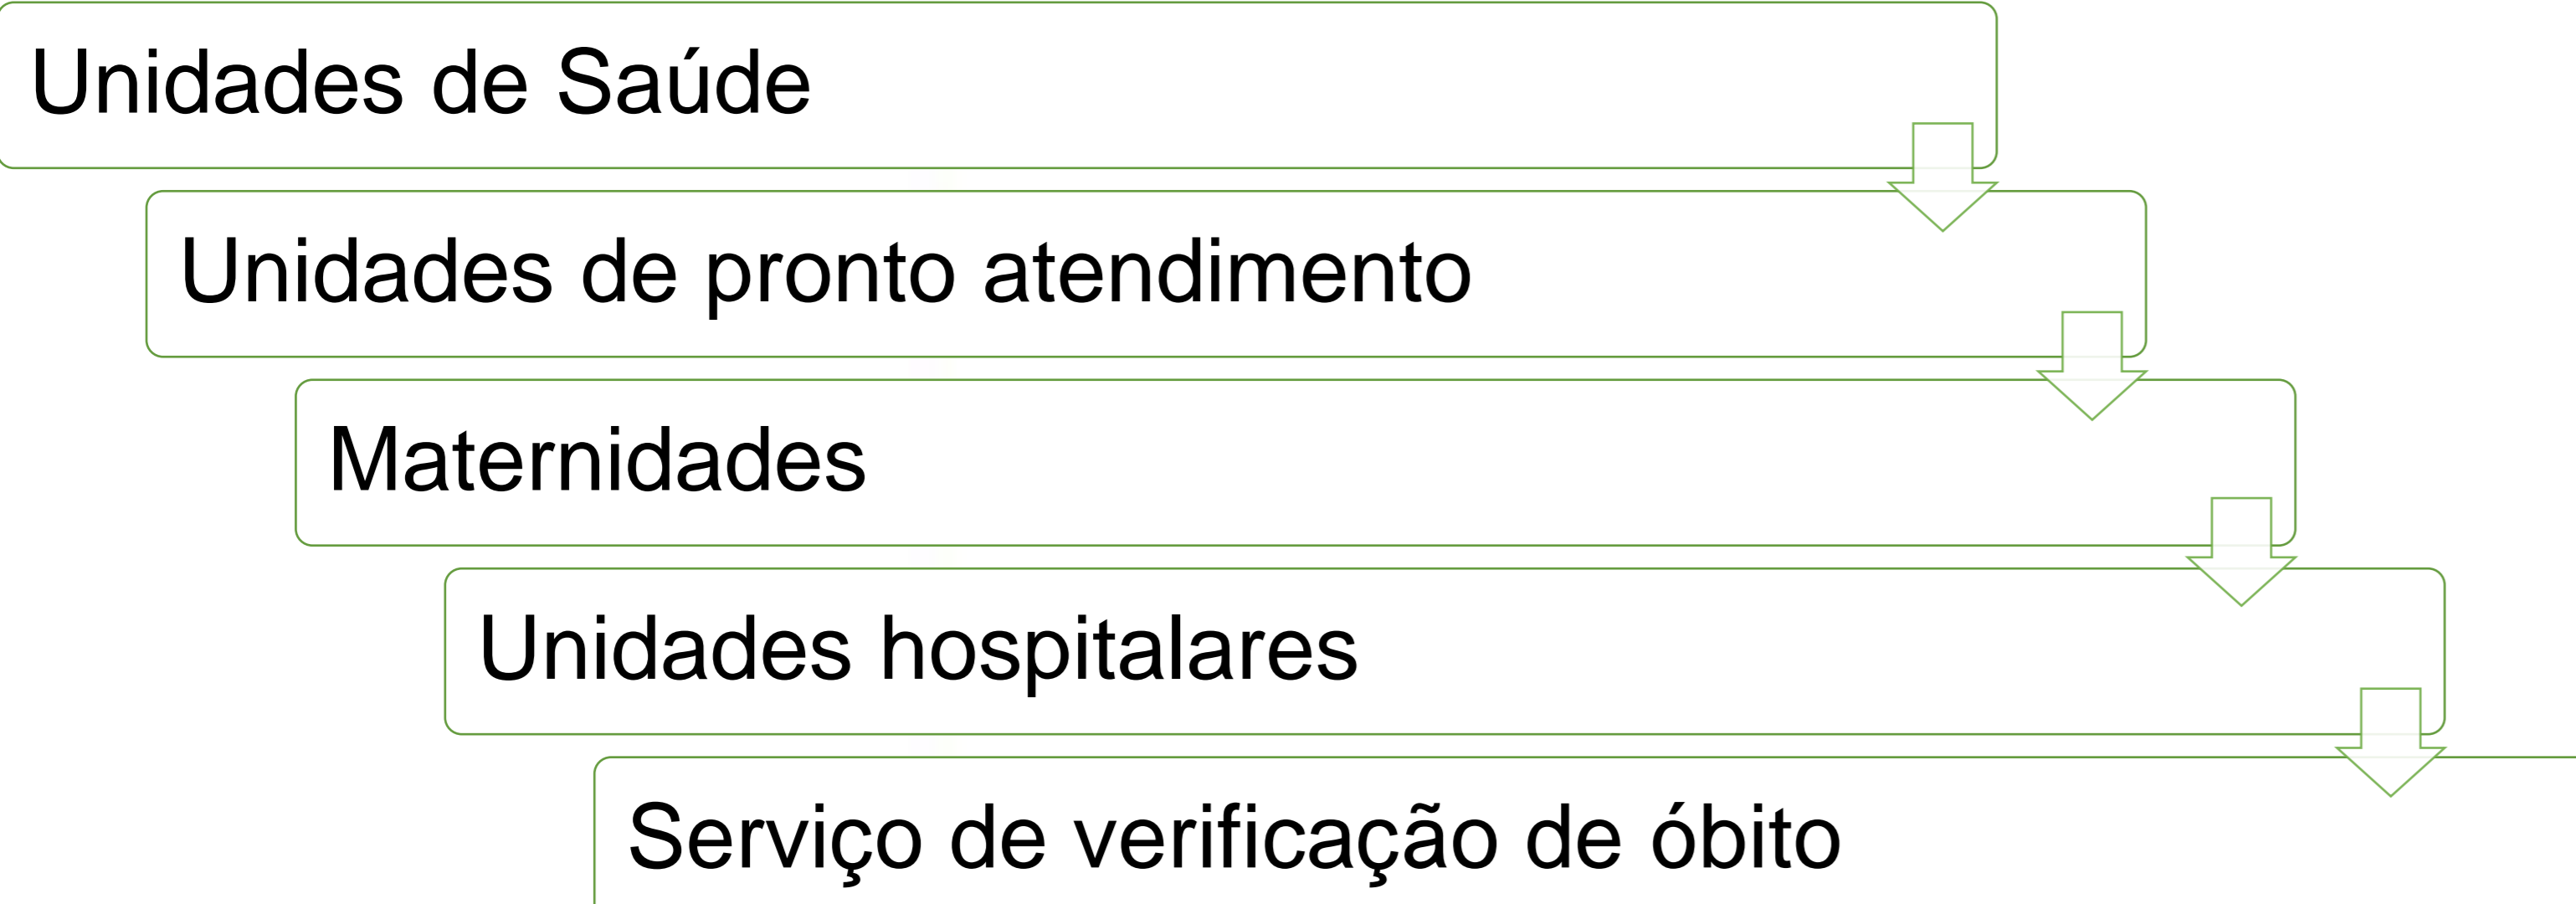 Unidades de Saúde
Unidades de pronto atendimento
Maternidades
Unidades hospitalares
Serviço de verificação de óbito